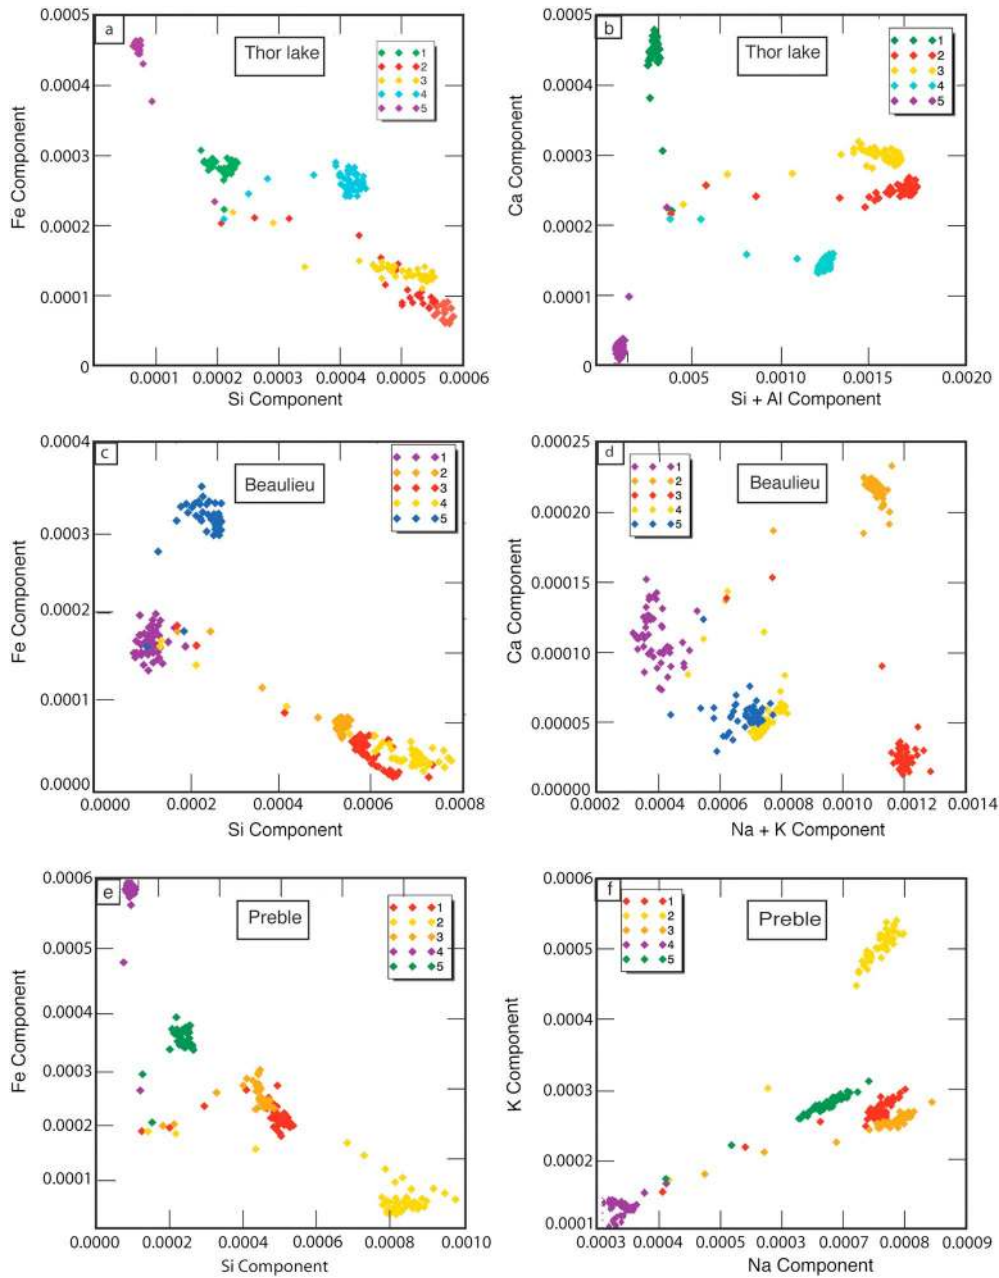 a
Thor lake
1
2
3
4
5
0.0005
0.0004
0.0003
0.0002
0.0001
0
Fe Component
0.0001 0.0002 0.0003 0.0004 0.0005 0.0006
Si Component
b
Thor lake
1
2
3
4
5
0.0005
0.0004
0.0003
0.0002
0.0001
0
Ca Component
0.005 0.0010 0.0015 0.0020
Si + Al Component
c
Beaulieu
1
2
3
4
5
0.0004
0.0003
0.0002
0.0001
0.0000
Fe Component
0.0000 0.0002 0.0004 0.0006 0.0008
Si Component
d
Beaulieu
1
2
3
4
5
0.00025
0.00020
0.00015
0.00010
0.00005
0.00000
Ca Component
0.0002 0.0004 0.0006 0.0008 0.0010 0.0012 0.0014
Na + K Component
e
Preble
1
2
3
4
5
0.0006
0.0005
0.0004
0.0003
0.0002
0.0001
Fe Component
0.0000 0.0002 0.0004 0.0006 0.0008 0.0010
Si Component
f
Preble
1
2
3
4
5
0.0006
0.0005
0.0004
0.0003
0.0002
0.0001
K Component
0.0003 0.0004 0.0005 0.0003 0.0007 0.0008 0.0009
Na Component